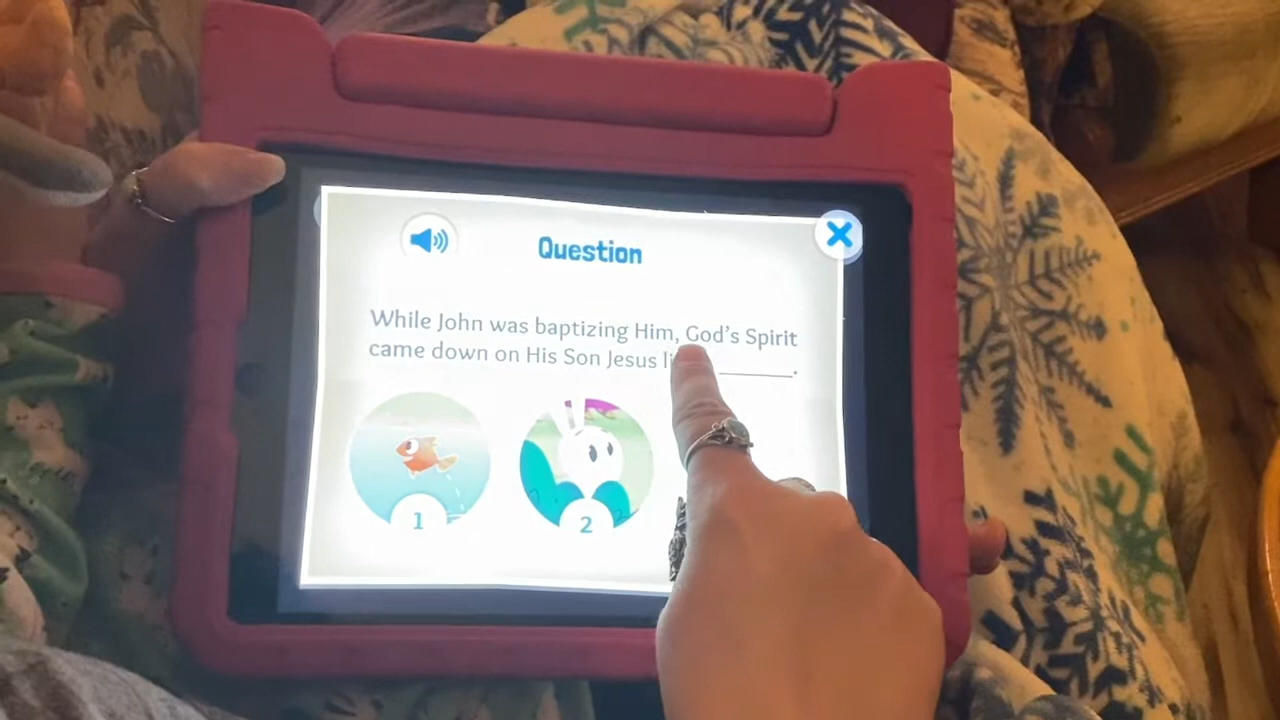 Question
While John was baptizing Him, God's Spirit
came down on His Son Jesus
1
2